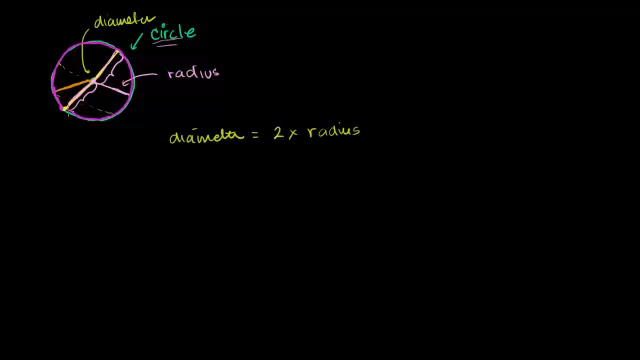 diameter
circle
radius
diameter = 2 x radius